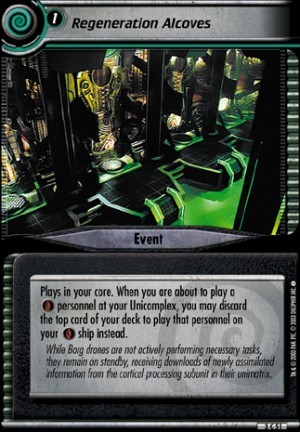 1 Regeneration Alcoves
Event
Plays in your core. When you are about to play a
personnel at your Unicomplex, you may discard
the top card of your deck to play that personnel on
your ship instead.
While Borg drones are not actively performing necessary tasks,
they remain on standby, receiving downloads of newly assimilated
information from the cortical processing subunit in their unimatrix.
3 C 51